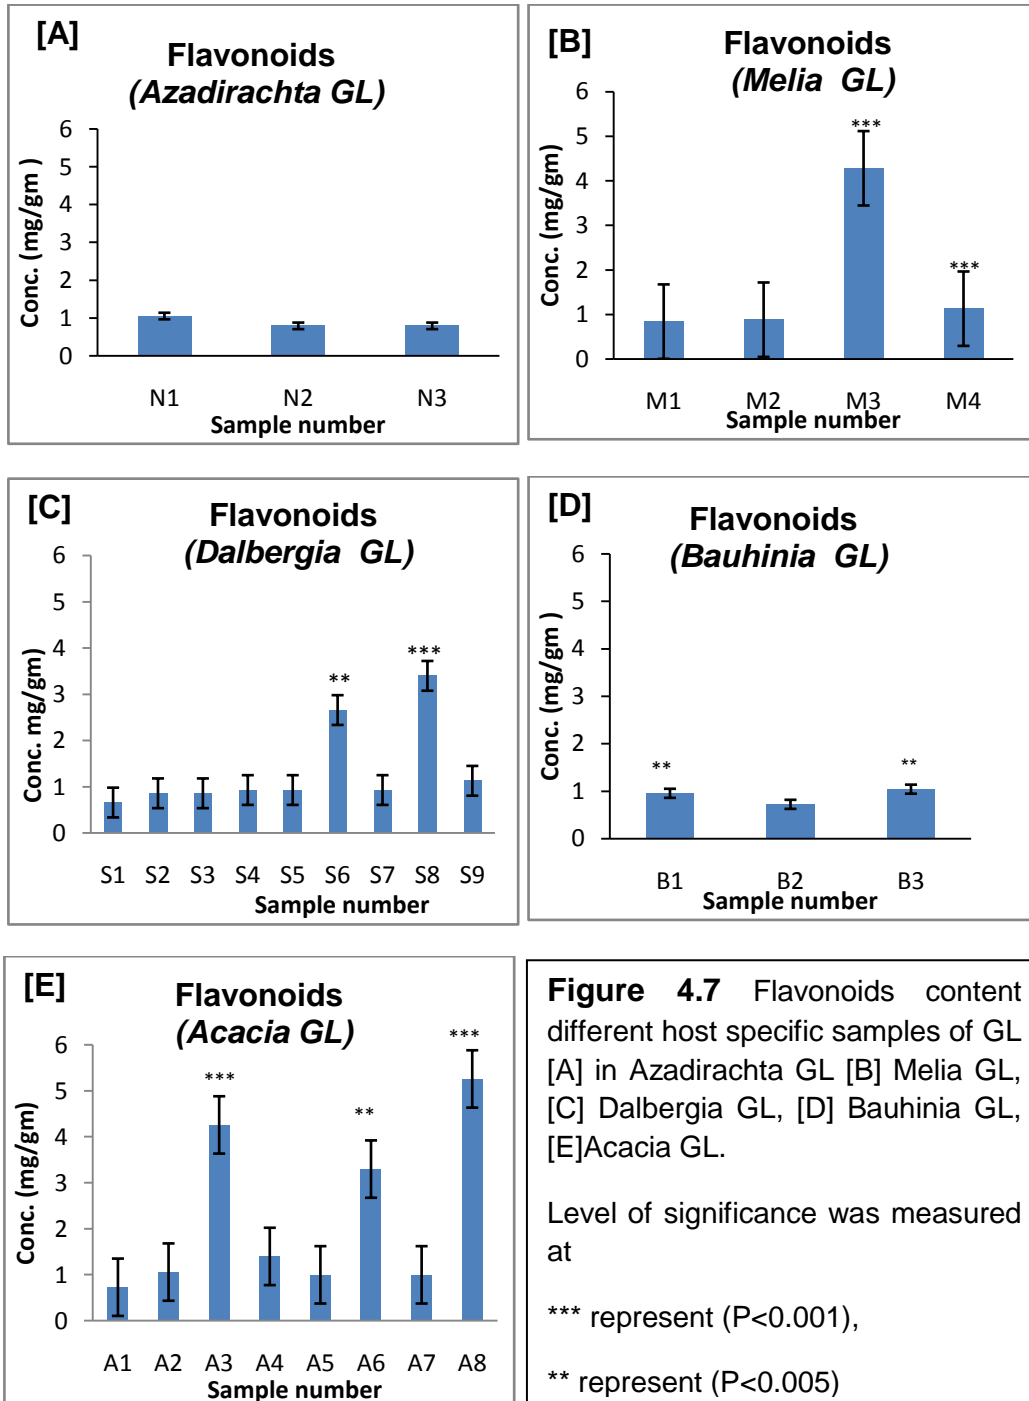 [A]
Flavonoids
(Azadirachta GL)
Conc. (mg/gm )
6
5
4
3
2
1
0
N1 N2 N3
Sample number
[B]
Flavonoids
(Melia GL)
Conc. (mg/gm)
6
5
4
3
2
1
0
***
***
M1 M2 M3 M4
Sample number
[C]
Flavonoids
(Dalbergia GL)
Conc. mg/gm)
6
5
4
3
2
1
0
**
***
S1 S2 S3 S4 S5 S6 S7 S8 S9
Sample number
[D]
Flavonoids
(Bauhinia GL)
Conc. (mg/gm )
6
5
4
3
2
1
0
**
**
B1 B2 B3
Sample number
[E]
Flavonoids
(Acacia GL)
Conc. (mg/gm)
6
5
4
3
2
1
0
***
**
***
A1 A2 A3 A4 A5 A6 A7 A8
Sample number
Figure 4.7 Flavonoids content
different host specific samples of GL
[A] in Azadirachta GL [B] Melia GL,
[C] Dalbergia GL, [D] Bauhinia GL,
[E]Acacia GL.
Level of significance was measured
at
*** represent (P<0.001),
** represent (P<0.005)